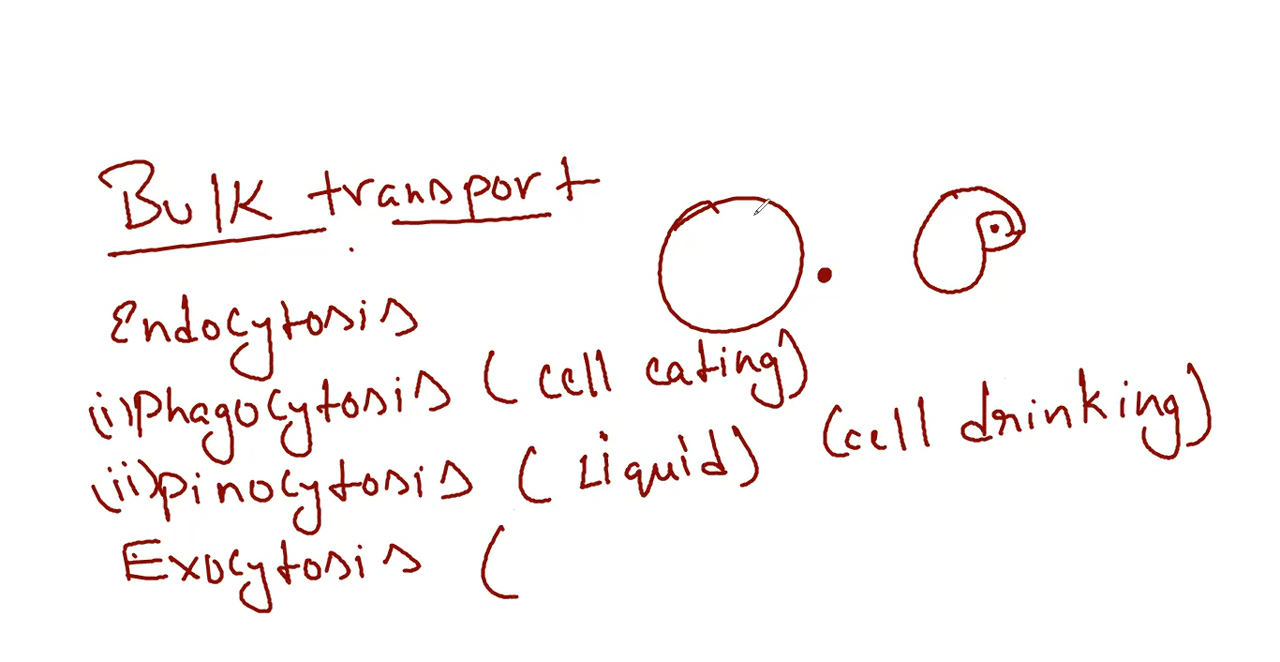 Bulk transport
Endocytosis
(i) Phagocytosis (cell eating)
(ii) pinocytosis (Liquid) (cell drinking)
Exocytosis (